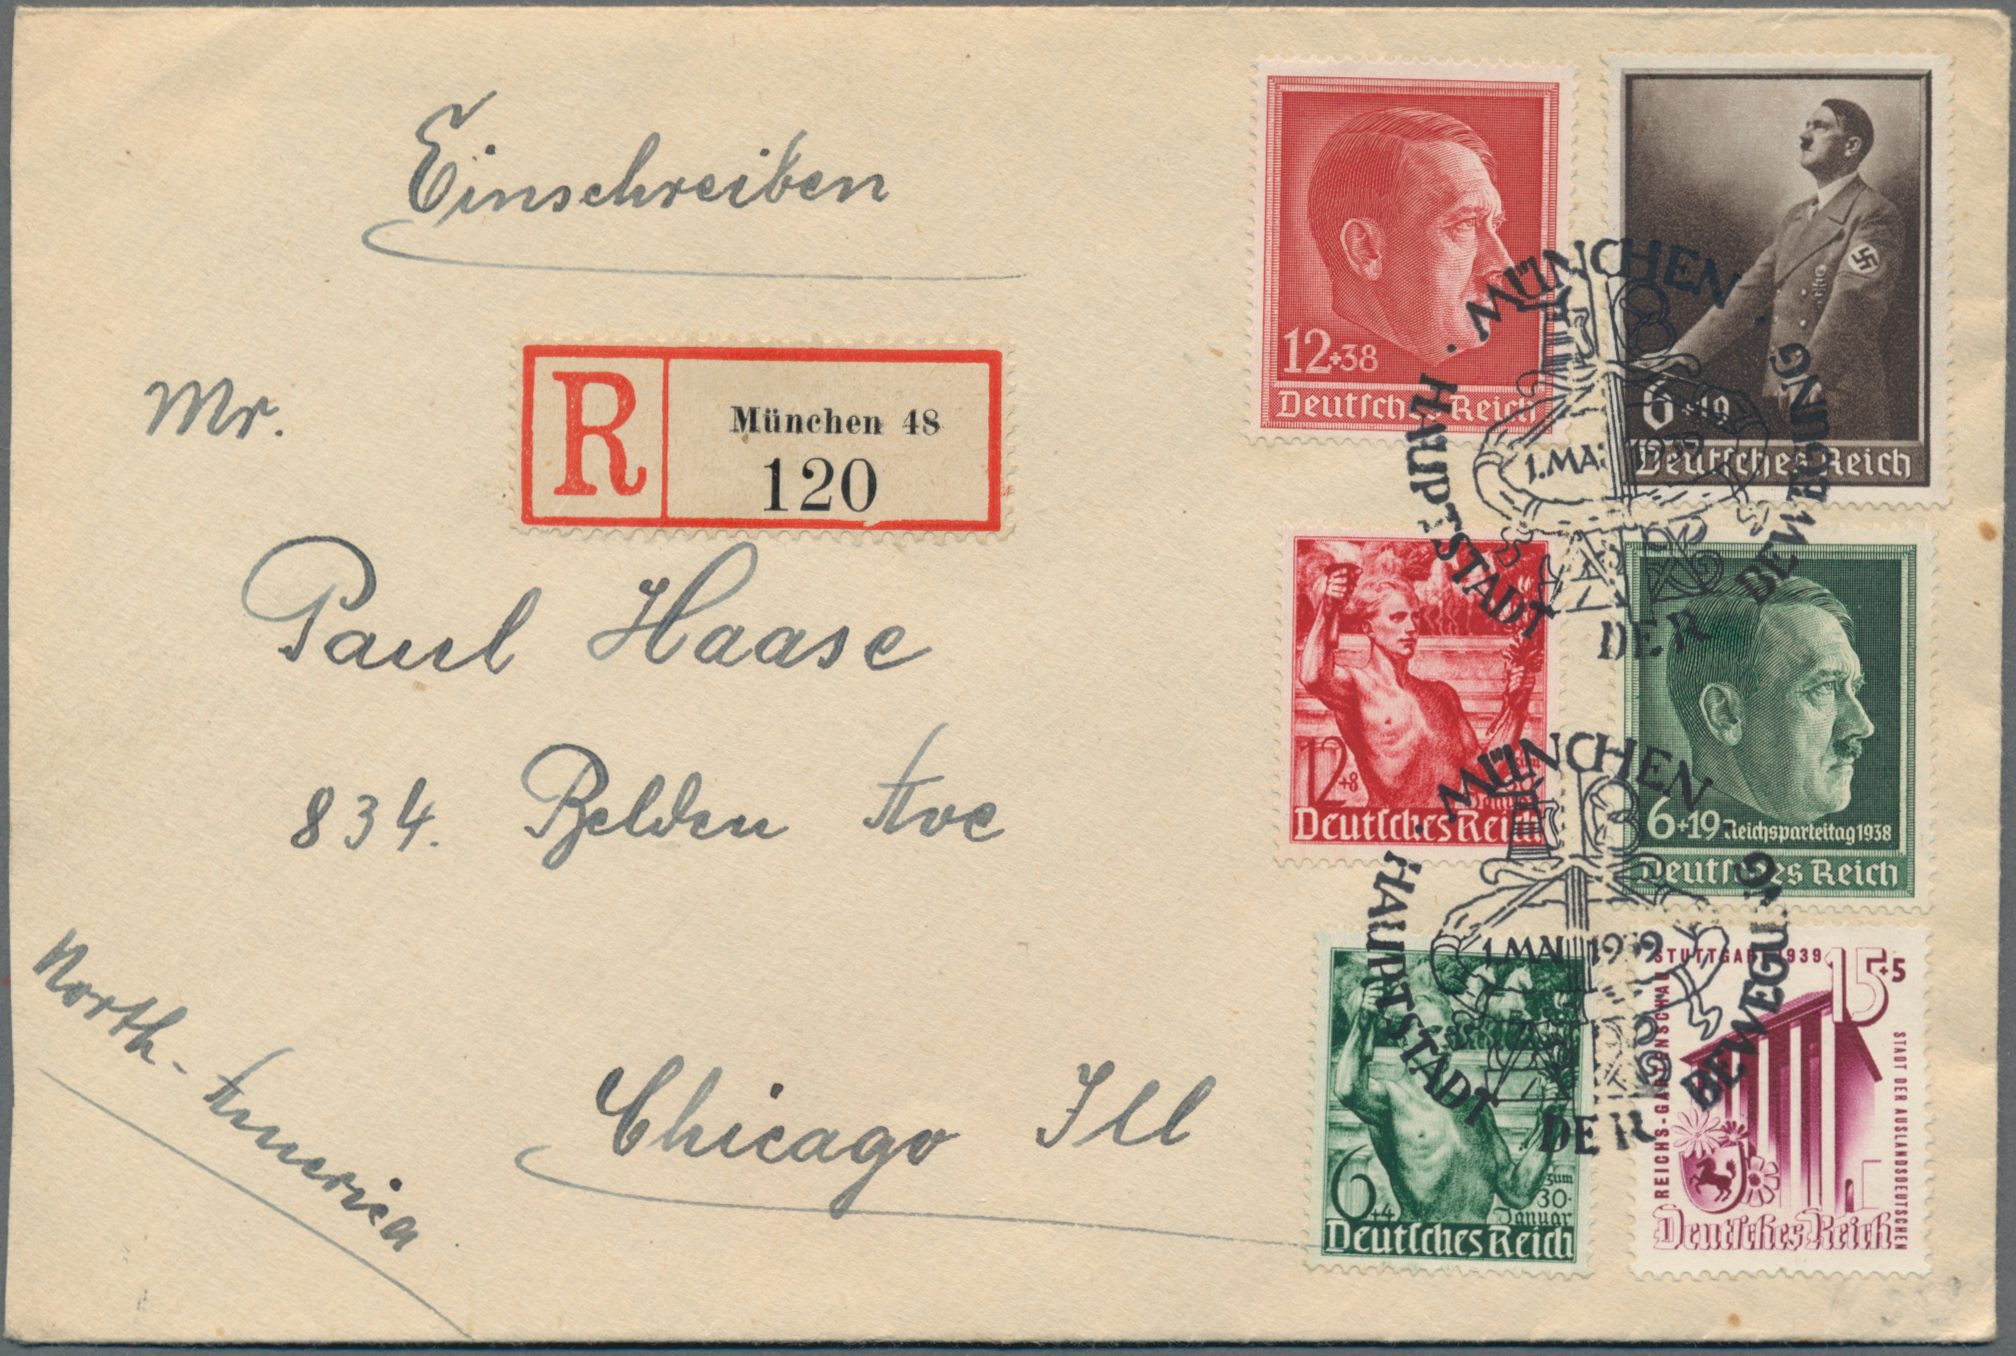 Einschreiben
R
München 48
120
Mr.
Paul Haase
834. Belden Ave
Chicago Ill
North-America
12+38
Deutsches Reich
6+19
Deutsches Reich
MÜNCHEN
1. MAI 1939
HAUPTSTADT DER BEWEGUNG
12+8
Deutsches Reich
6+19 Reichsparteitag 1938
Deutsches Reich
MÜNCHEN
1. MAI 1939
HAUPTSTADT DER BEWEGUNG
6+4
zum
30.
Januar
Deutsches Reich
STUTTGART 1939
15+5
REICHS-GARTENSCHAU
STADT DER AUSLANDSDEUTSCHEN
Deutsches Reich